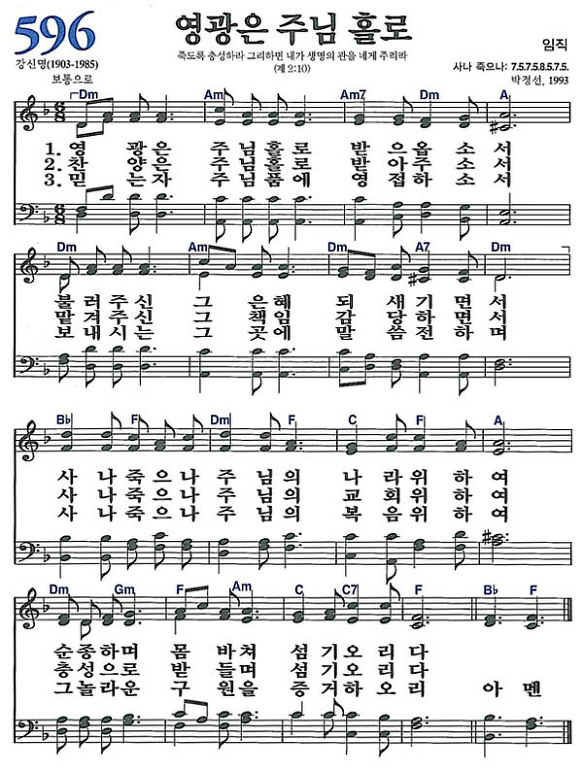 596
영광은 주님 홀로
임직
죽도록 충성하라 그리하면 내가 생명의 관을 네게 주리라
(계 2:10)
강신명(1903-1985)
보통으로
사나 죽으나: 7.5.7.5.8.5.7.5.
박정선, 1993
Dm Am Am7 Dm A
1. 영 광은 주 님홀로 받 으옵 소 서
2. 찬 양은 주 님홀로 받 아주 소 서
3. 믿 는자 주 님품에 영 접하 소 서
Dm Am Dm A7 Dm
불 러주신 그 은혜 되 새 기 면 서
맡 겨주신 그 책임 감 당 하 면 서
보 내시는 그 곳에 말 씀 전 하 며
B♭ F Dm F C F A
사 나 죽 으 나 주 님 의 나 라 위 하 여
사 나 죽 으 나 주 님 의 교 회 위 하 여
사 나 죽 으 나 주 님 의 복 음 위 하 여
Dm Gm F Am C C7 F B♭ F
순 종하며 몸 바 쳐 섬 기 오 리 다
충 성으로 받 들 며 섬 기 오 리 다
그 놀라운 구 원 을 증 거 하 오 리 아 멘